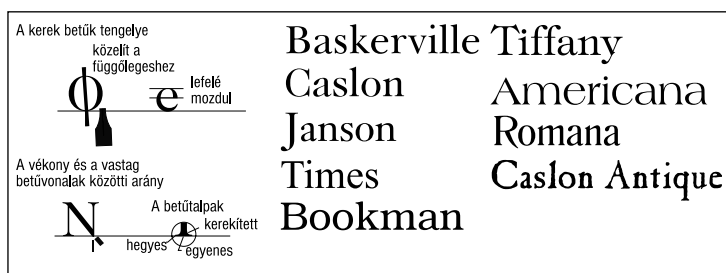 A kerek betűk tengelye
közelít a
függőlegeshez
O
e
lefelé
mozdul
A vékony és a vastag
betűvonalak közötti arány
N
A betűtalpak
kerekített
hegyes
egyenes
Baskerville
Caslon
Janson
Times
Bookman
Tiffany
Americana
Romana
Caslon Antique